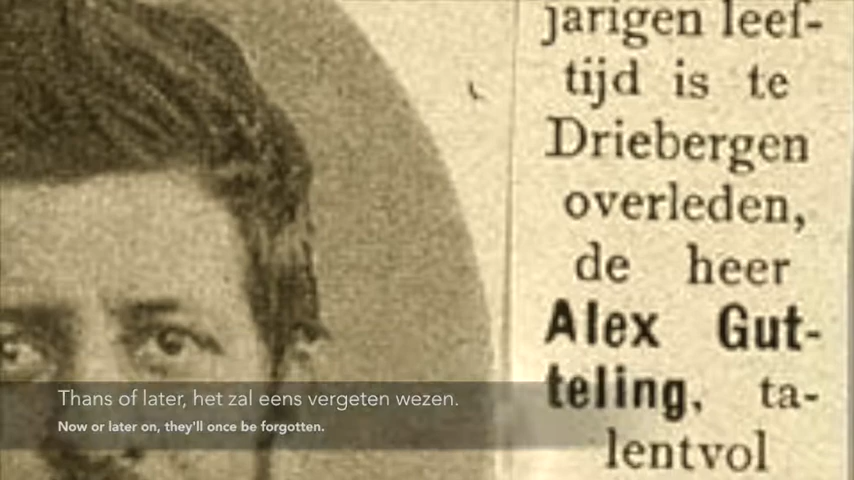 jarigen leef-
tijd is te
Driebergen
overleden,
de heer
Alex Gut-
teling, ta-
lentvol
Thans of later, het zal eens vergeten wezen.
Now or later on, they'll once be forgotten.